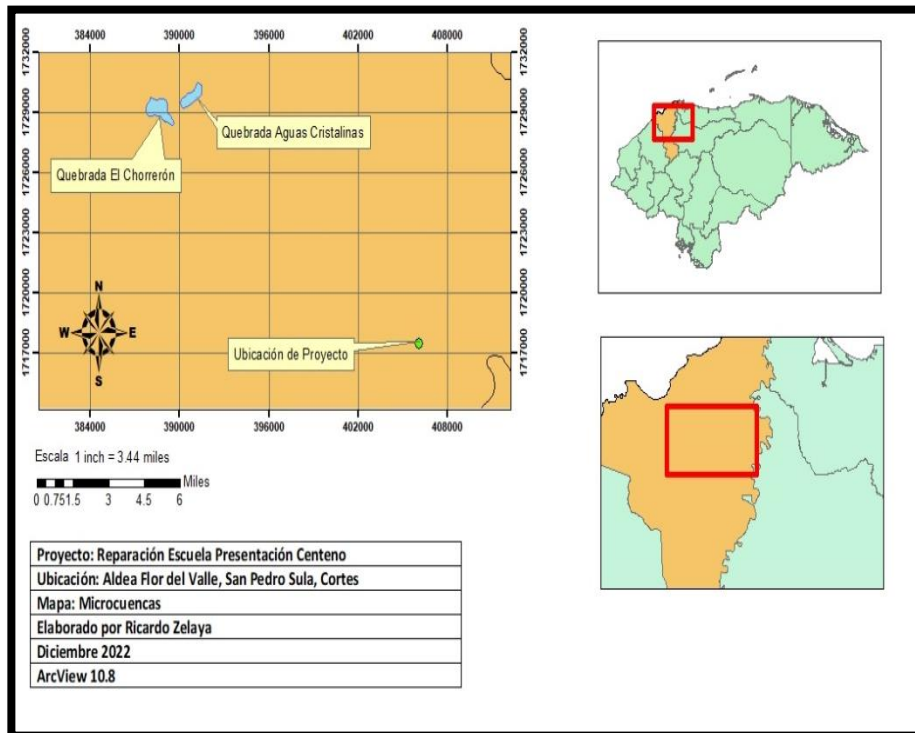 384000 390000 396000 402000 408000
1732000 1732000
1729000 1729000
Quebrada Aguas Cristalinas
Quebrada El Chorrerón
1726000 1726000
1723000 1723000
1720000 1720000
N
W E
S
Ubicación de Proyecto
1717000 1717000
384000 390000 396000 402000 408000
Escala 1 inch = 3.44 miles
Miles
0 0.751.5 3 4.5 6
Proyecto: Reparación Escuela Presentación Centeno
Ubicación: Aldea Flor del Valle, San Pedro Sula, Cortes
Mapa: Microcuencas
Elaborado por Ricardo Zelaya
Diciembre 2022
ArcView 10.8